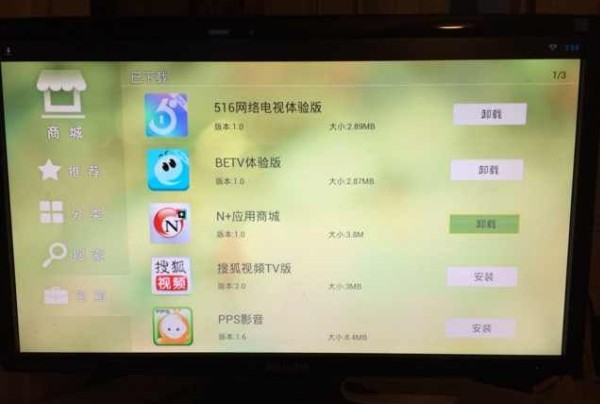 已下载
1/3
商城
推荐
分类
搜索
516网络电视体验版
版本:1.0
大小:2.89MB
卸载
BETV体验版
版本:1.0
大小:2.87MB
卸载
N+
N+应用商城
版本:1.0
大小:3.8M
卸载
搜狐
视频
搜狐视频TV版
版本:2.0
大小:3MB
安装
PPS
PPS影音
版本:1.6
大小:8.4MB
安装